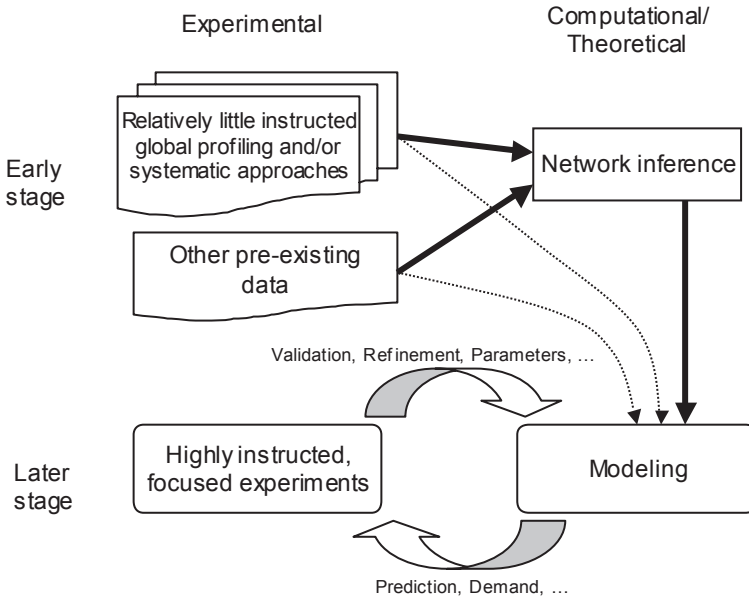 Experimental
Computational/
Theoretical
Early
stage
Relatively little instructed
global profiling and/or
systematic approaches
Network inference
Other pre-existing
data
Validation, Refinement, Parameters, ...
Later
stage
Highly instructed,
focused experiments
Modeling
Prediction, Demand, ...